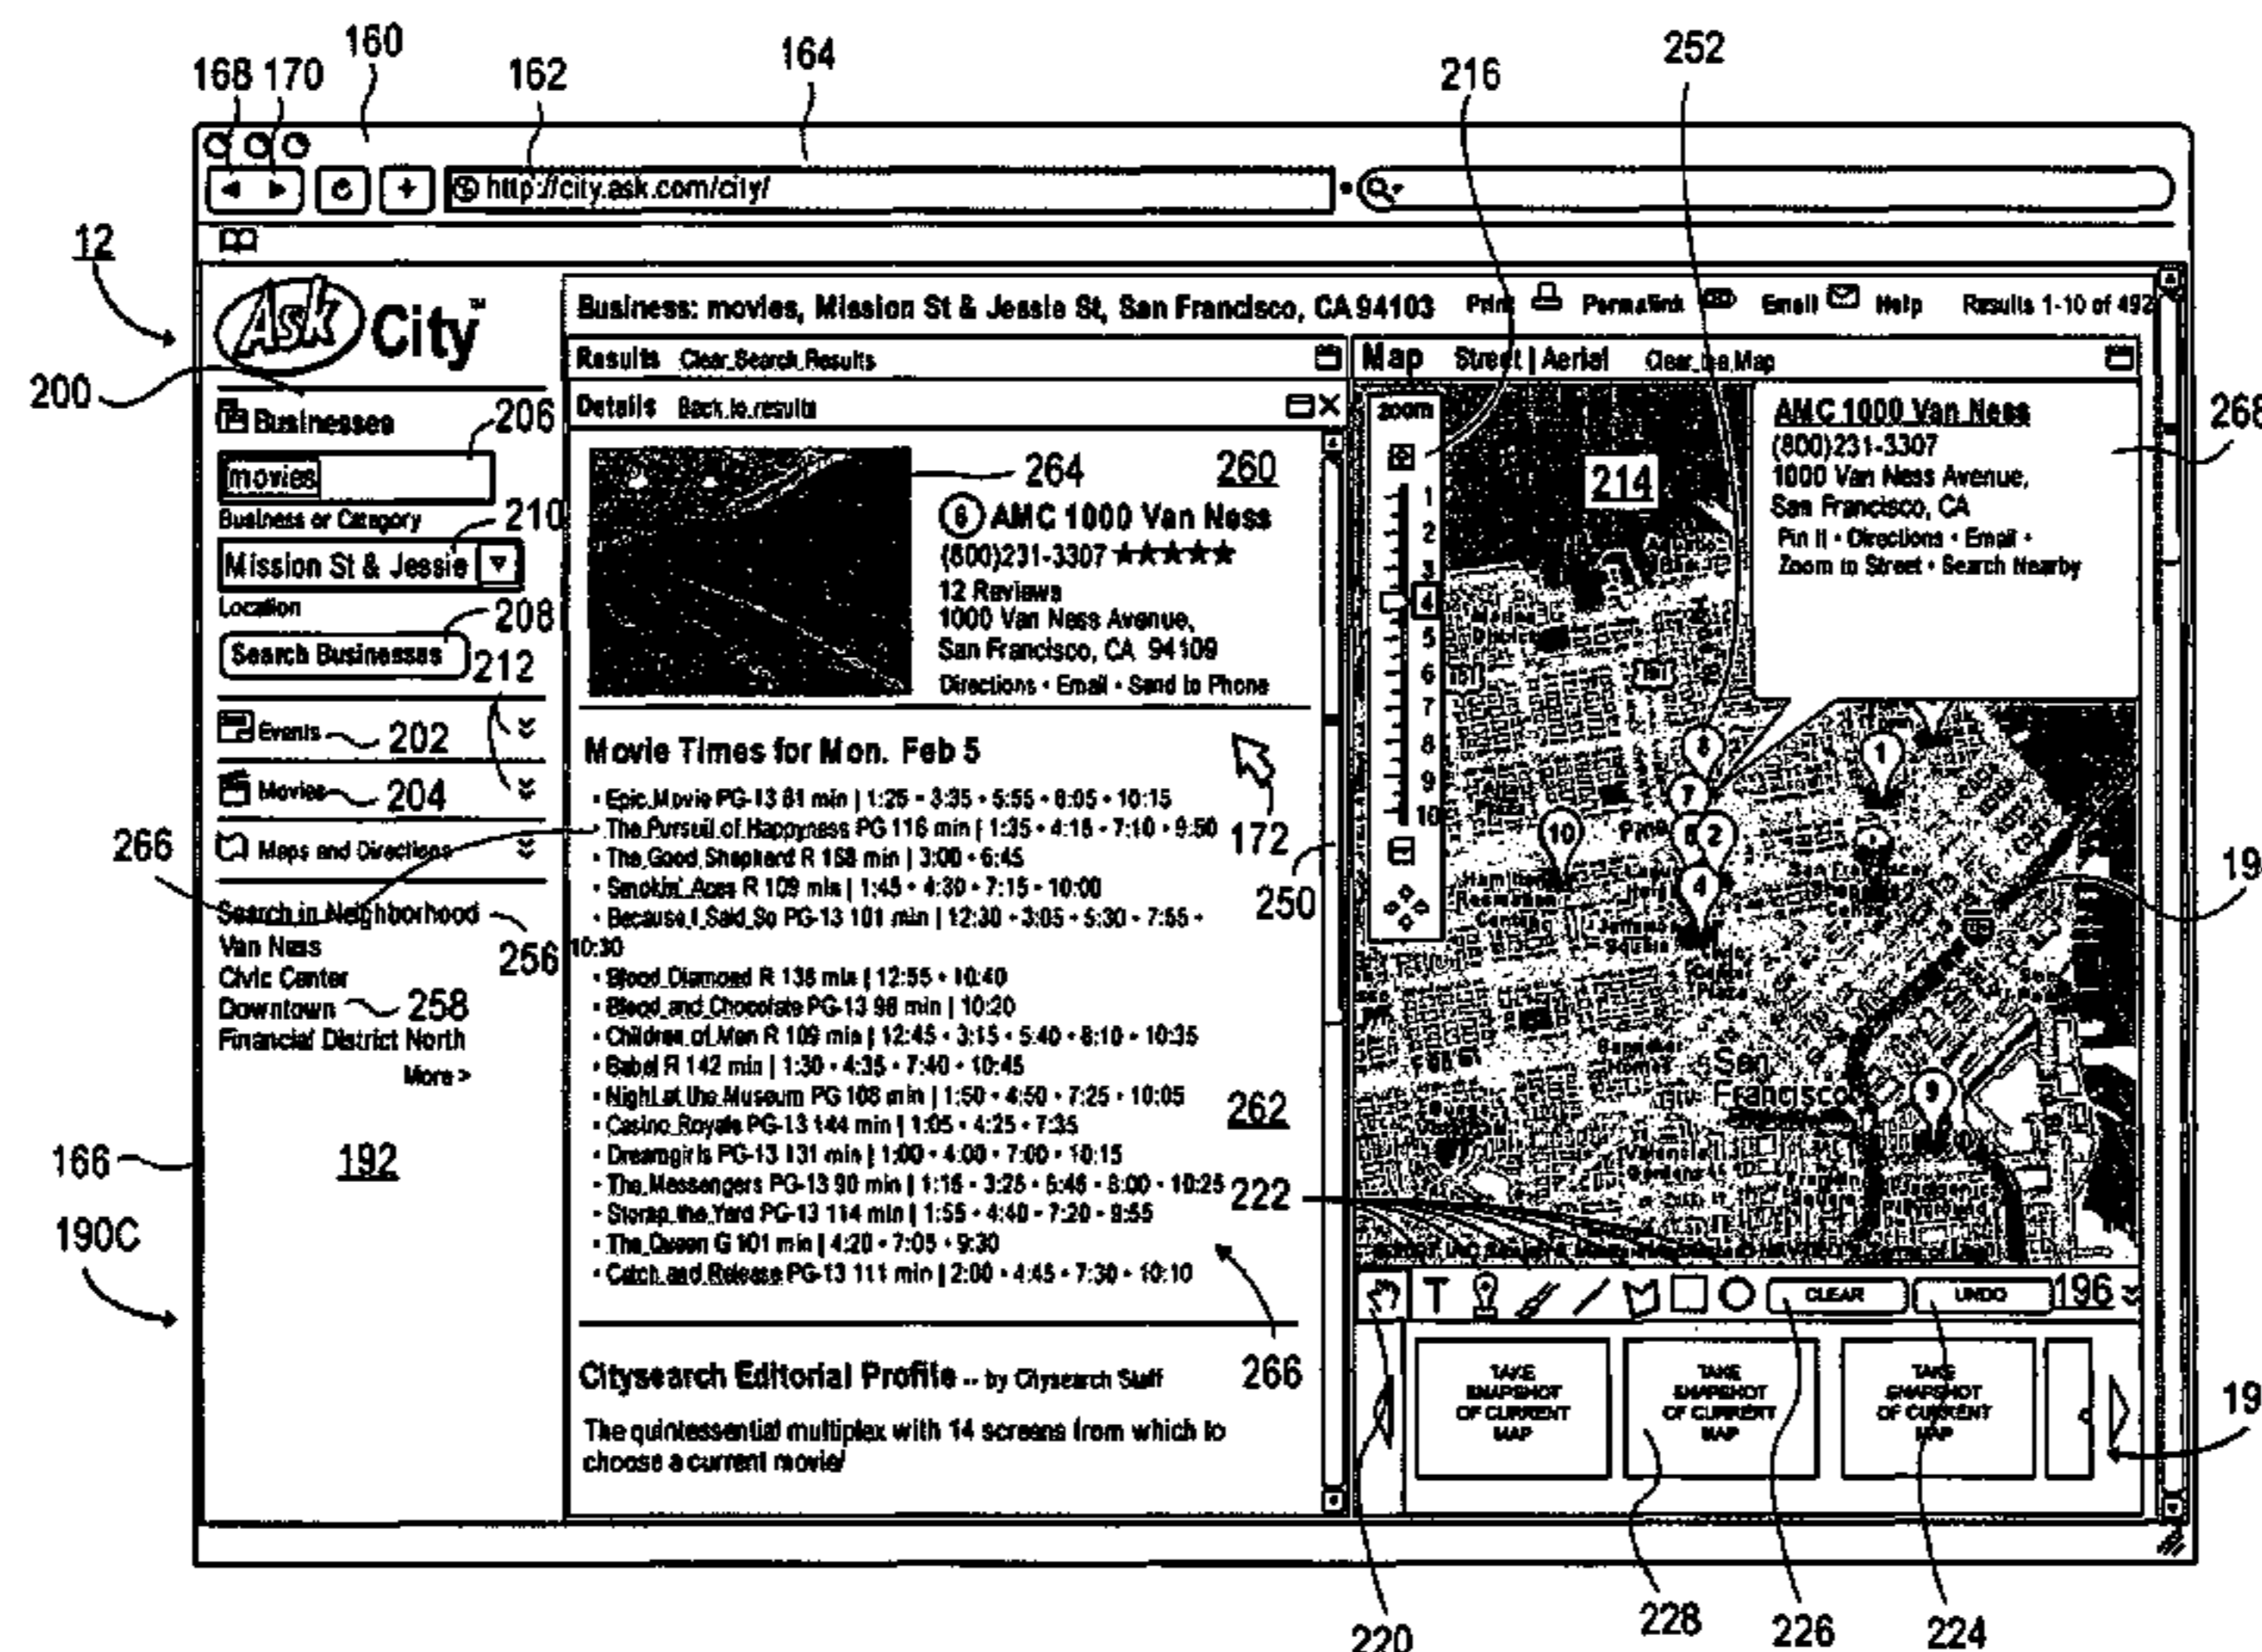 160
164
252
168 170
162
216
http://city.ask.com/city/
12
Ask City™
Business: movies, Mission St & Jessie St, San Francisco, CA 94103
Print
Permalink
Email
Help
Results 1-10 of 492
Results
Clear Search Results
Map
Street | Aerial
Clear the Map
200
Details
Back to results
Businesses
206
movies
Business or Category
210
Mission St & Jessie
Location
208
Search Businesses
212
Events
202
Movies
204
266
Maps and Directions
Search in Neighborhood
256
Van Ness
Civic Center
Downtown
258
Financial District North
More >
166
192
190C
264
260
6 AMC 1000 Van Ness
(800)231-3307 ★★★★★
12 Reviews
1000 Van Ness Avenue,
San Francisco, CA 94109
Directions • Email • Send to Phone
Movie Times for Mon. Feb 5
172
250
• Epic Movie PG-13 81 min | 1:25 • 3:35 • 5:55 • 8:05 • 10:15
• The Pursuit of Happyness PG 116 min | 1:35 • 4:15 • 7:10 • 9:50
• The Good Shepherd R 168 min | 3:00 • 6:45
• Smokin' Aces R 109 min | 1:45 • 4:30 • 7:15 • 10:00
• Because I Said So PG-13 101 min | 12:30 • 3:05 • 5:30 • 7:55 •
10:30
• Blood Diamond R 138 min | 12:55 • 10:40
• Blood and Chocolate PG-13 98 min | 10:20
• Children of Men R 109 min | 12:45 • 3:15 • 5:40 • 8:10 • 10:35
• Babel R 142 min | 1:30 • 4:35 • 7:40 • 10:45
• Night at the Museum PG 108 min | 1:50 • 4:50 • 7:25 • 10:05
• Casino Royale PG-13 144 min | 1:05 • 4:25 • 7:35
262
• Dreamgirls PG-13 131 min | 1:00 • 4:00 • 7:00 • 10:15
• The Messengers PG-13 90 min | 1:15 • 3:25 • 5:45 • 8:00 • 10:25
222
• Stomp the Yard PG-13 114 min | 1:55 • 4:40 • 7:20 • 9:55
• The Queen G 101 min | 4:20 • 7:05 • 9:30
• Catch and Release PG-13 111 min | 2:00 • 4:45 • 7:30 • 10:10
266
Citysearch Editorial Profile -- by Citysearch Staff
The quintessential multiplex with 14 screens from which to
choose a current movie!
zoom
1
2
3
4
5
6
7
8
9
10
214
AMC 1000 Van Ness
(800)231-3307
1000 Van Ness Avenue,
San Francisco, CA
Pin It • Directions • Email •
Zoom to Street • Search Nearby
268
8
1
7
10
6
2
4
19
San
Francisco
9
T
CLEAR
UNDO
196
TAKE
SNAPSHOT
OF CURRENT
MAP
TAKE
SNAPSHOT
OF CURRENT
MAP
TAKE
SNAPSHOT
OF CURRENT
MAP
19
220
228
226
224